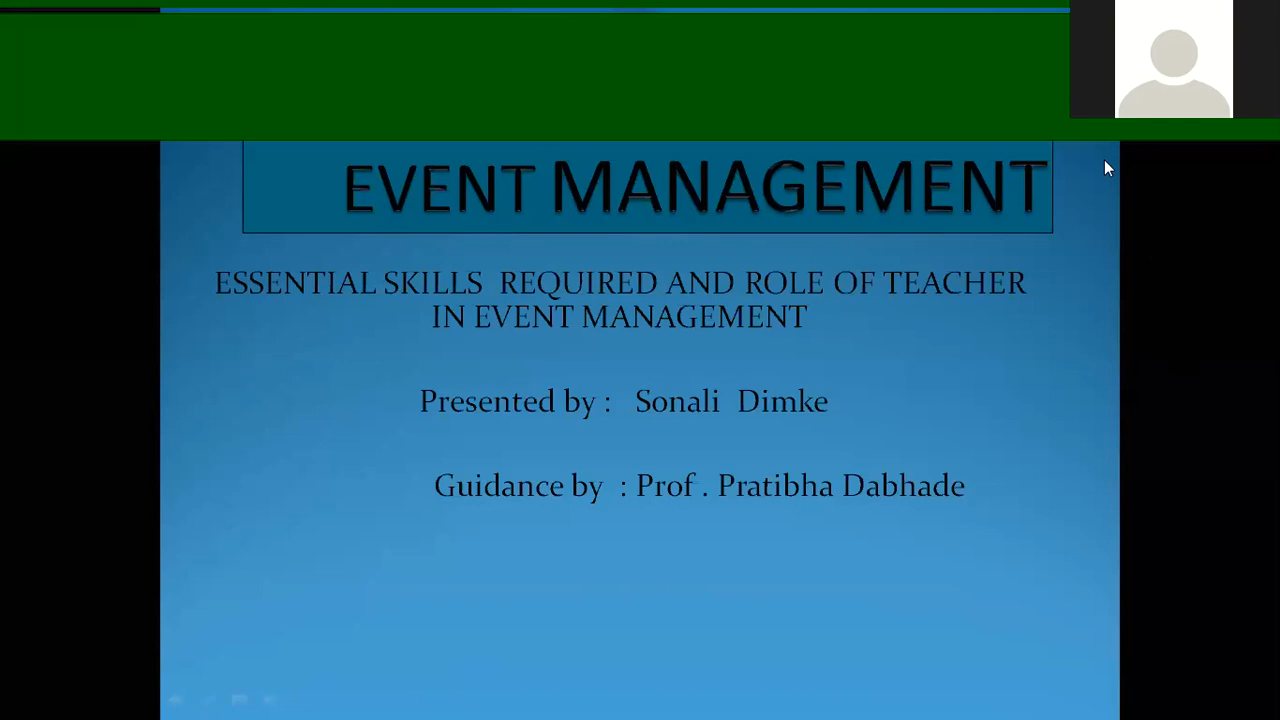 EVENT MANAGEMENT
ESSENTIAL SKILLS REQUIRED AND ROLE OF TEACHER
IN EVENT MANAGEMENT
Presented by : Sonali Dimke
Guidance by : Prof . Pratibha Dabhade